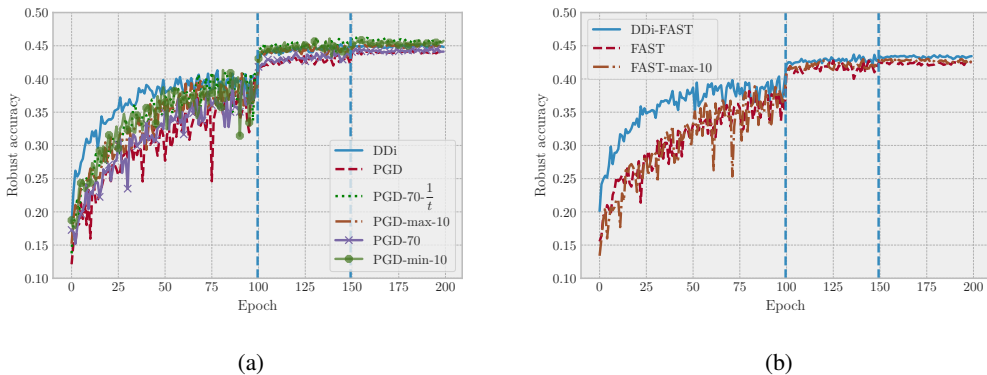 0.50
0.45
0.40
0.35
0.30
0.25
0.20
0.15
0.10
Robust accuracy
DDi
PGD
PGD-70-1/t
PGD-max-10
PGD-70
PGD-min-10
0 25 50 75 100 125 150 175 200
Epoch
(a)
0.50
0.45
0.40
0.35
0.30
0.25
0.20
0.15
0.10
Robust accuracy
DDi-FAST
FAST
FAST-max-10
0 25 50 75 100 125 150 175 200
Epoch
(b)